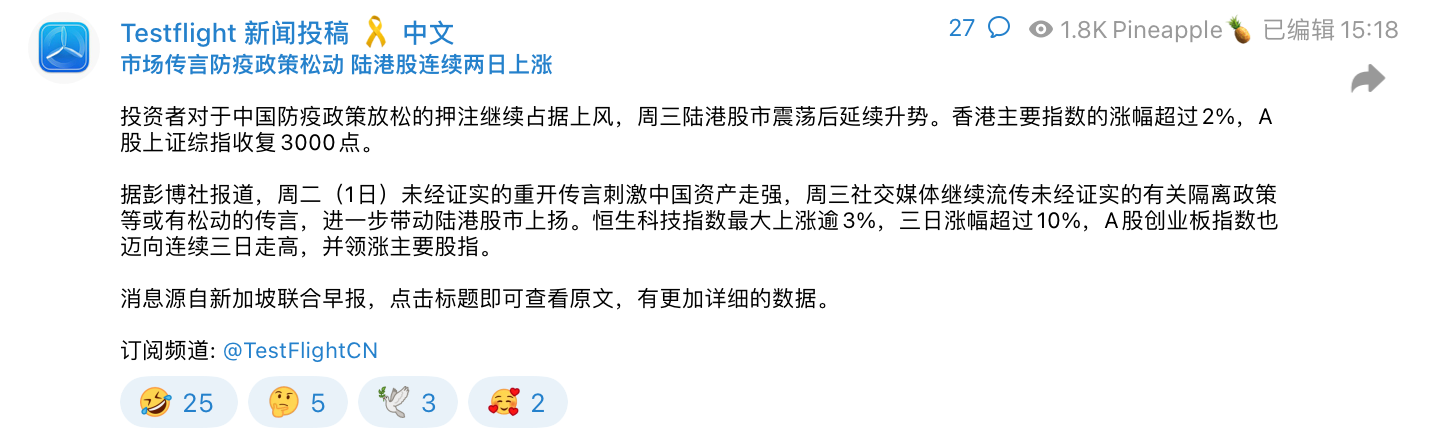 Testflight 新闻投稿 🎗 中文
27 1.8K Pineapple🍍 已编辑 15:18
市场传言防疫政策松动 陆港股连续两日上涨
投资者对于中国防疫政策放松的押注继续占据上风，周三陆港股市震荡后延续升势。香港主要指数的涨幅超过2%，A
股上证综指收复3000点。
据彭博社报道，周二（1日）未经证实的重开传言刺激中国资产走强，周三社交媒体继续流传未经证实的有关隔离政策
等或有松动的传言，进一步带动陆港股市上扬。恒生科技指数最大上涨逾3%，三日涨幅超过10%，A股创业板指数也
迈向连续三日走高，并领涨主要股指。
消息源自新加坡联合早报，点击标题即可查看原文，有更加详细的数据。
订阅频道: @TestFlightCN
🤣 25 🤔 5 🕊 3 🥰 2